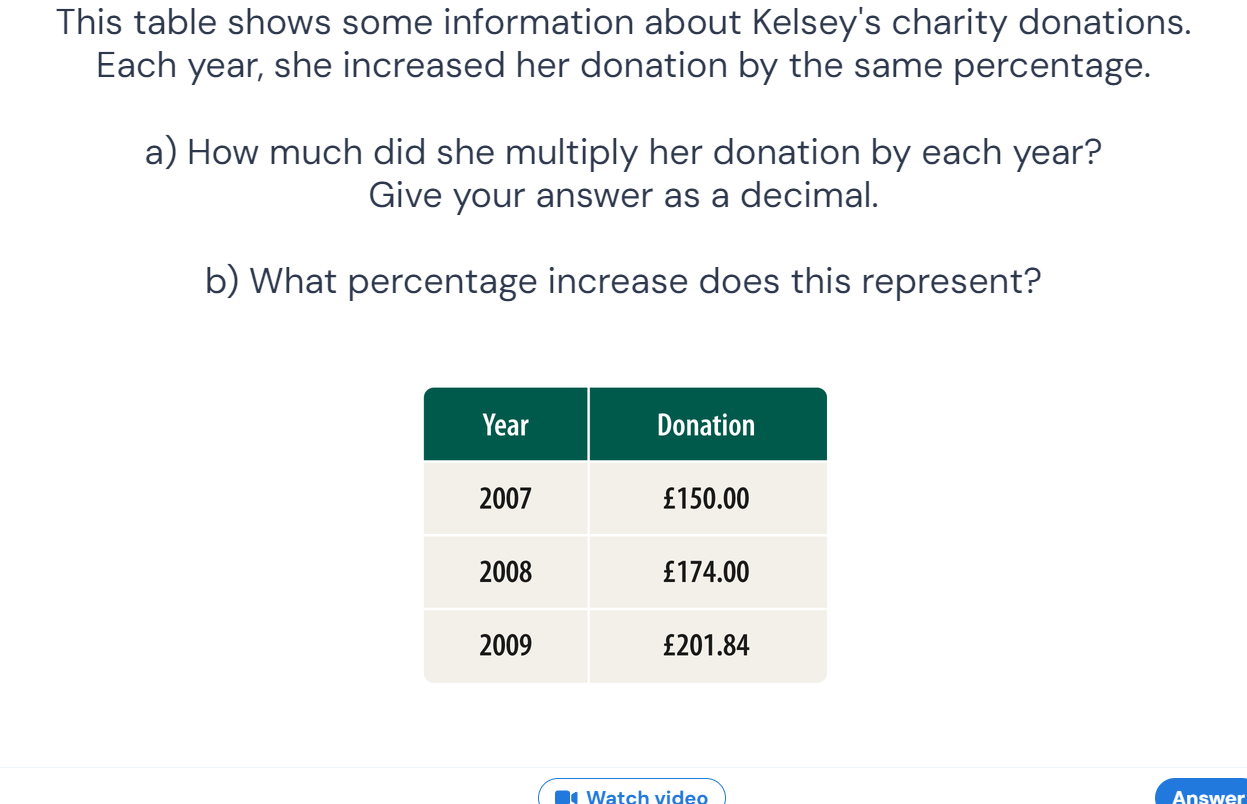 This table shows some information about Kelsey's charity donations.
Each year, she increased her donation by the same percentage.
a) How much did she multiply her donation by each year?
Give your answer as a decimal.
b) What percentage increase does this represent?
Year Donation
2007 £150.00
2008 £174.00
2009 £201.84
Watch video Answer